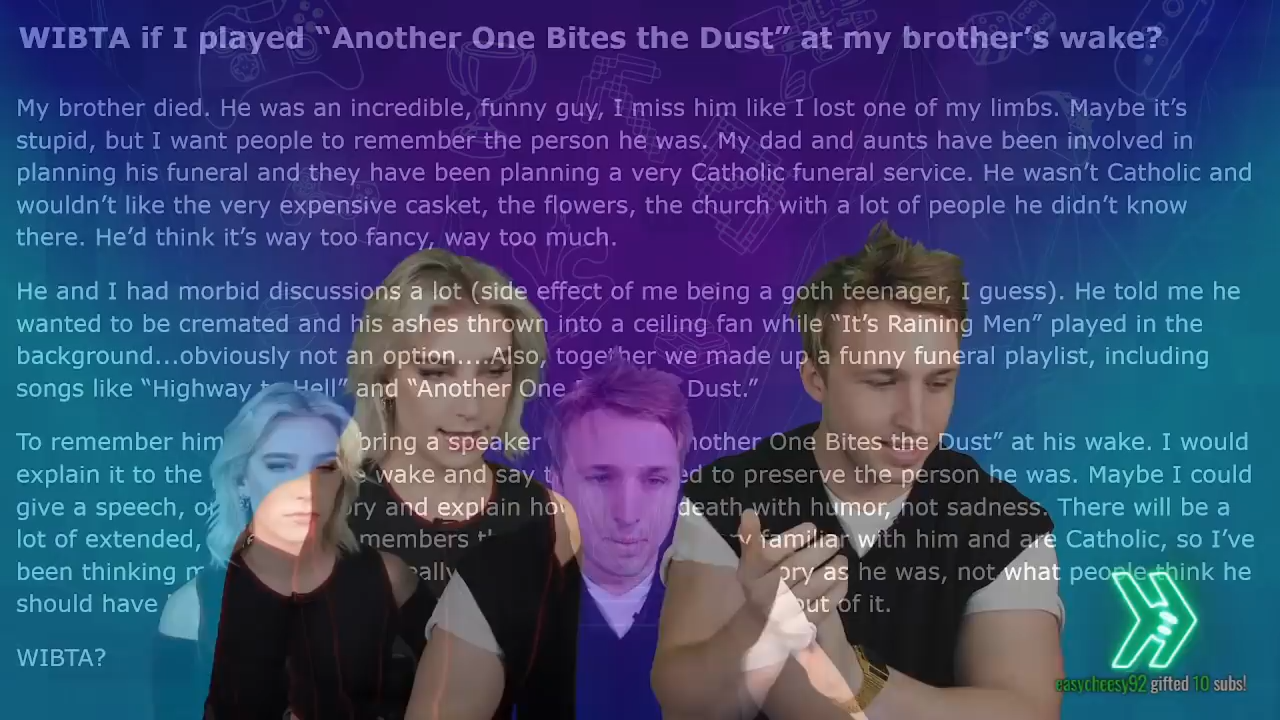 WIBTA if I played “Another One Bites the Dust” at my brother’s wake?
My brother died. He was an incredible, funny guy, I miss him like I lost one of my limbs. Maybe it’s
stupid, but I want people to remember the person he was. My dad and aunts have been involved in
planning his funeral and they have been planning a very Catholic funeral service. He wasn’t Catholic and
wouldn’t like the very expensive casket, the flowers, the church with a lot of people he didn’t know
there. He’d think it’s way too fancy, way too much.
He and I had morbid discussions a lot (side effect of me being a goth teenager, I guess). He told me he
wanted to be cremated and his ashes thrown into a ceiling fan while “It’s Raining Men” played in the
background...obviously not an option....Also, together we made up a funny funeral playlist, including
songs like “Highway to Hell” and “Another One Dust.”
To remember him bring a speaker Another One Bites the Dust” at his wake. I would
explain it to the wake and say to preserve the person he was. Maybe I could
give a speech, and explain death with humor, not sadness. There will be a
lot of extended, members familiar with him and are Catholic, so I’ve
been thinking as he was, not what people think he
should have out of it.
WIBTA?
easycheesy92 gifted 10 subs!